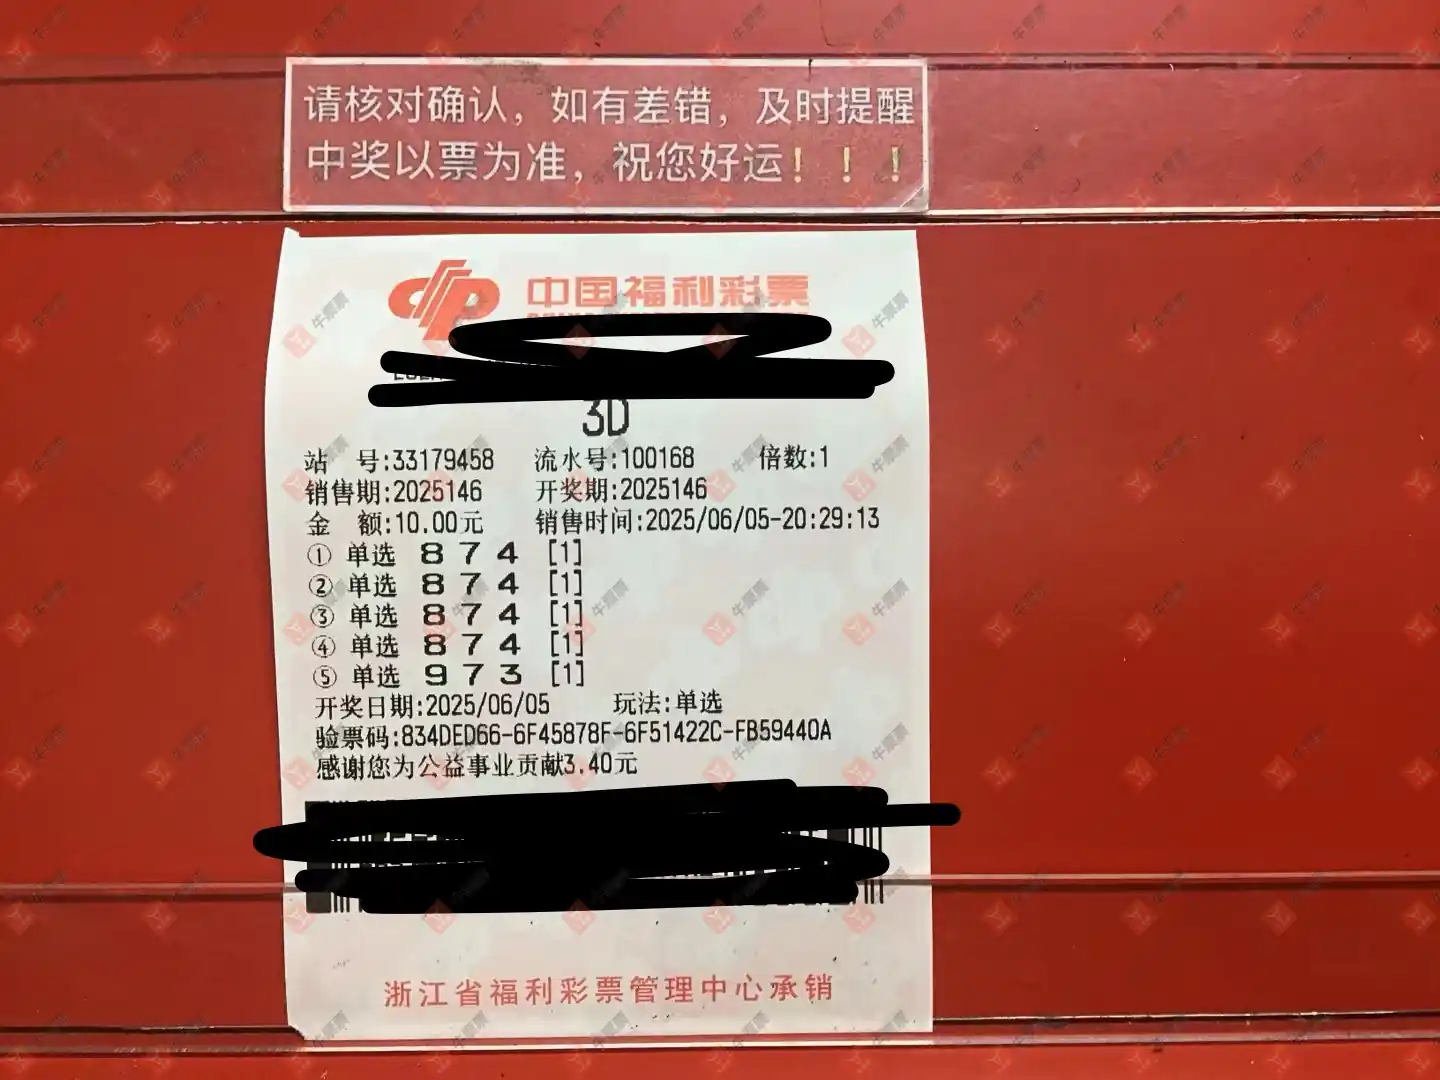 请核对确认，如有差错，及时提醒
中奖以票为准，祝您好运！！！
中国福利彩票
3D
站 号:33179458 流水号:100168 倍数:1
销售期:2025146 开奖期:2025146
金 额:10.00元 销售时间:2025/06/05-20:29:13
① 单选 8 7 4 [1]
② 单选 8 7 4 [1]
③ 单选 8 7 4 [1]
④ 单选 8 7 4 [1]
⑤ 单选 9 7 3 [1]
开奖日期:2025/06/05 玩法:单选
验票码:834DED66-6F45878F-6F51422C-FB59440A
感谢您为公益事业贡献3.40元
浙江省福利彩票管理中心承销
牛票票